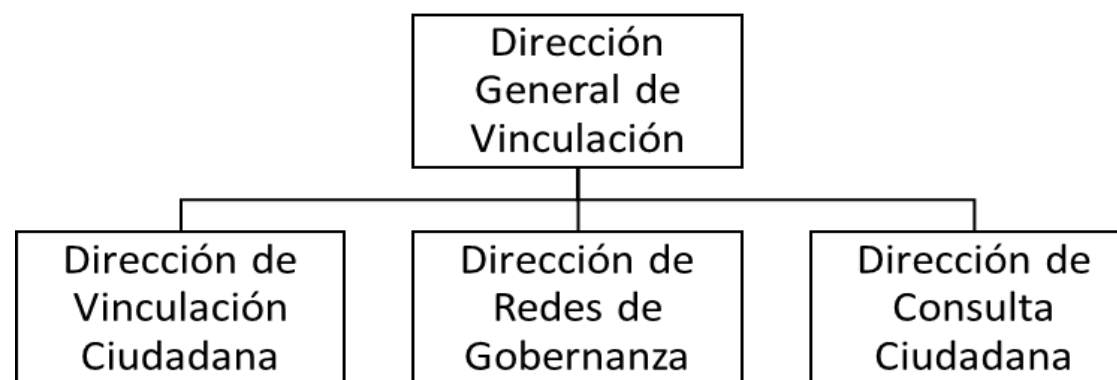 Dirección
General de
Vinculación
Dirección de
Vinculación
Ciudadana
Dirección de
Redes de
Gobernanza
Dirección de
Consulta
Ciudadana